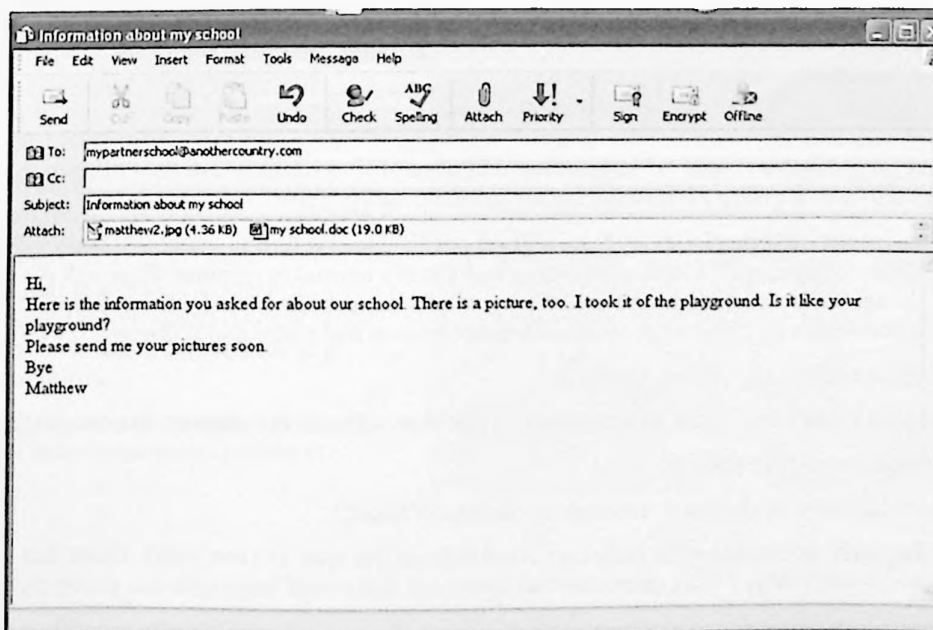 Information about my school
File Edit View Insert Format Tools Message Help
Send Cut Copy Paste Undo Check Spelling Attach Priority Sign Encrypt Offline
To: mypartnerschool@anothercountry.com
Cc:
Subject: Information about my school
Attach: matthew2.jpg (4.36 KB) my school.doc (19.0 KB)
Hi,
Here is the information you asked for about our school. There is a picture, too. I took it of the playground. Is it like your
playground?
Please send me your pictures soon.
Bye
Matthew